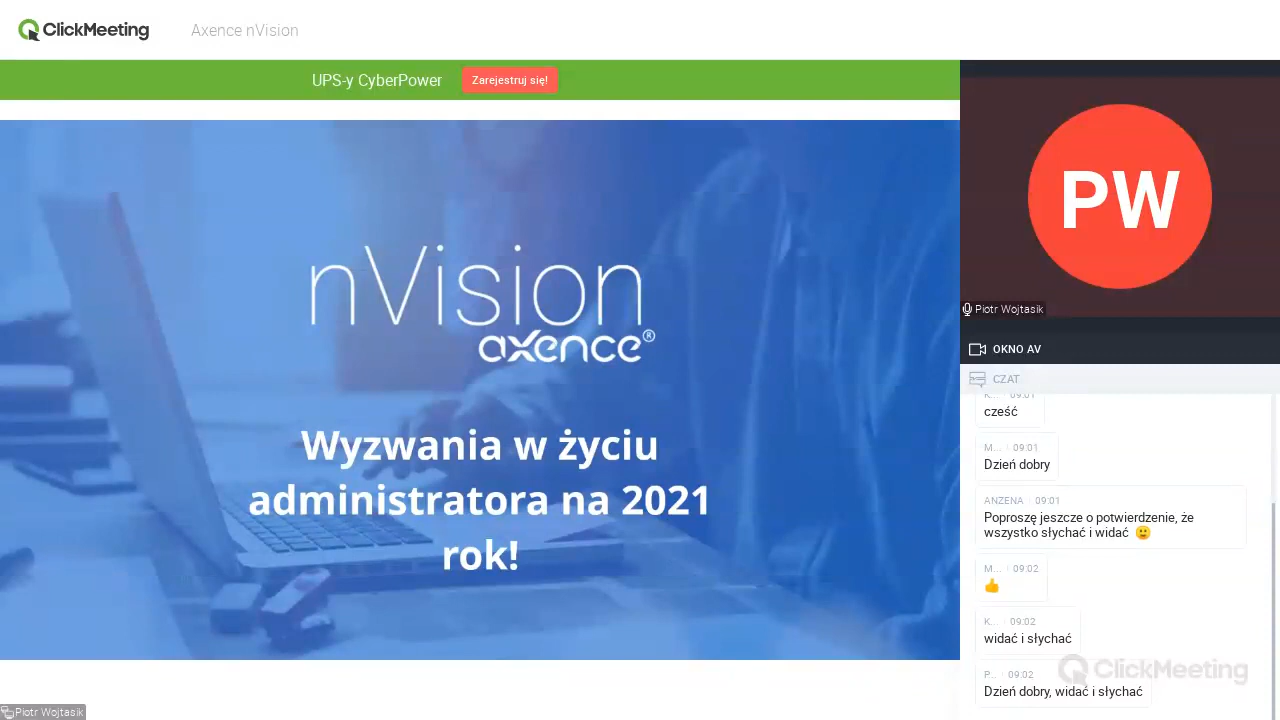 ClickMeeting
Axence nVision
UPS-y CyberPower
Zarejestruj się!
nVision
axence®
Wyzwania w życiu
administratora na 2021
rok!
PW
Piotr Wojtasik
OKNO AV
CZAT
K... 09:01
cześć
M... 09:01
Dzień dobry
ANZENA 09:01
Poproszę jeszcze o potwierdzenie, że
wszystko słychać i widać
M... 09:02
K... 09:02
widać i słychać
P... 09:02
Dzień dobry, widać i słychać
ClickMeeting
Piotr Wojtasik